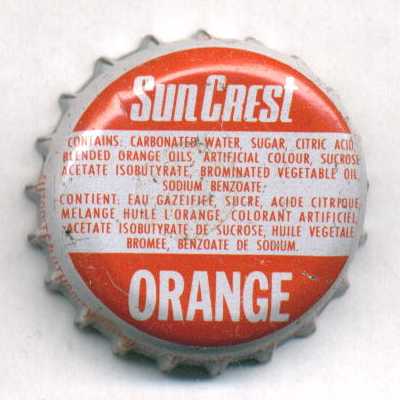 SunCrest
CONTAINS: CARBONATED WATER, SUGAR, CITRIC ACID,
BLENDED ORANGE OILS, ARTIFICIAL COLOUR, SUCROSE
ACETATE ISOBUTYRATE, BROMINATED VEGETABLE OIL,
SODIUM BENZOATE.
CONTIENT: EAU GAZEIFIEE, SUCRE, ACIDE CITRIQUE,
MELANGE HUILE L'ORANGE, COLORANT ARTIFICIEL,
ACETATE ISOBUTYRATE DE SUCROSE, HUILE VEGETALE
BROMEE, BENZOATE DE SODIUM.
ORANGE